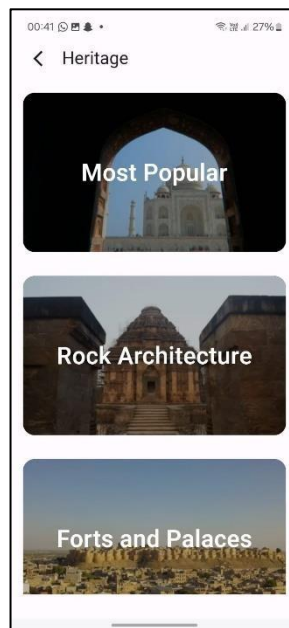 00:41 27%
Heritage
Most Popular
Rock Architecture
Forts and Palaces